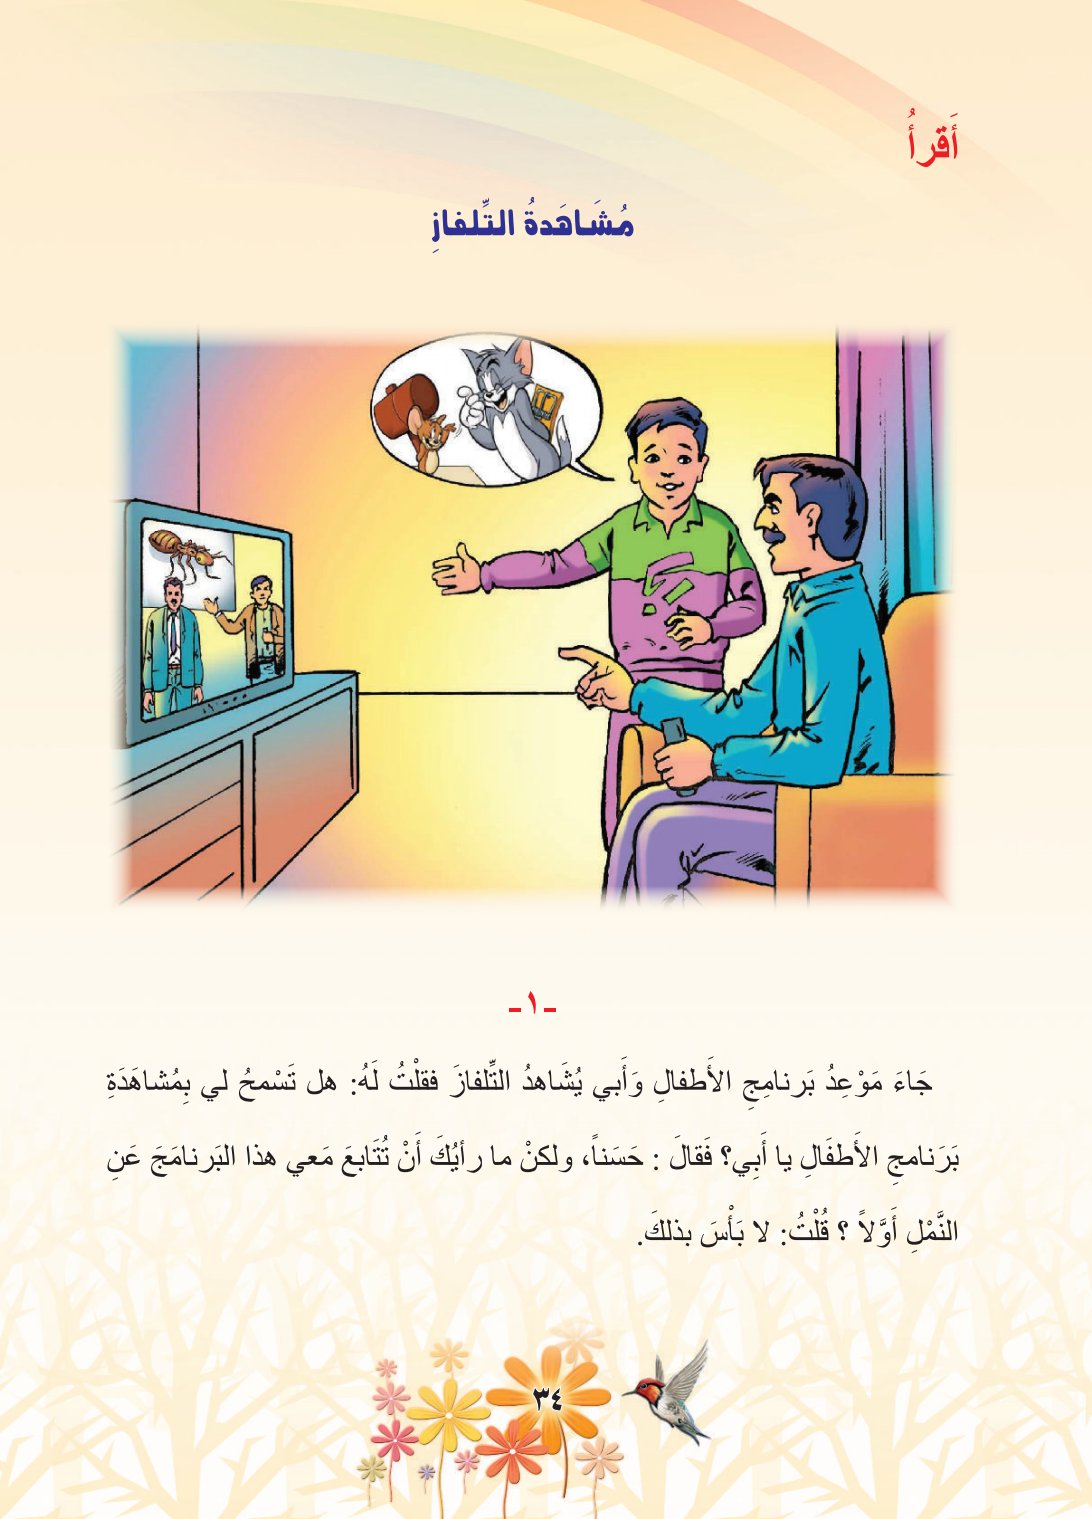 أَقرأُ
مُشَاهَدةُ التِّلفازِ
-١-
جَاءَ مَوْعِدُ بَرنامِجِ الأَطفالِ وَأَبي يُشَاهدُ التِّلفازَ فقلْتُ لَهُ: هل تَسْمحُ لي بِمُشاهَدَةِ
بَرَنامجِ الأَطفَالِ يا أَبِي؟ فَقالَ : حَسَناً، ولكنْ ما رأيُكَ أَنْ تُتَابعَ مَعي هذا البَرنامَجَ عَنِ
النَّمْلِ أَوَّلاً ؟ قُلْتُ: لا بَأْسَ بذلكَ.
٣٤